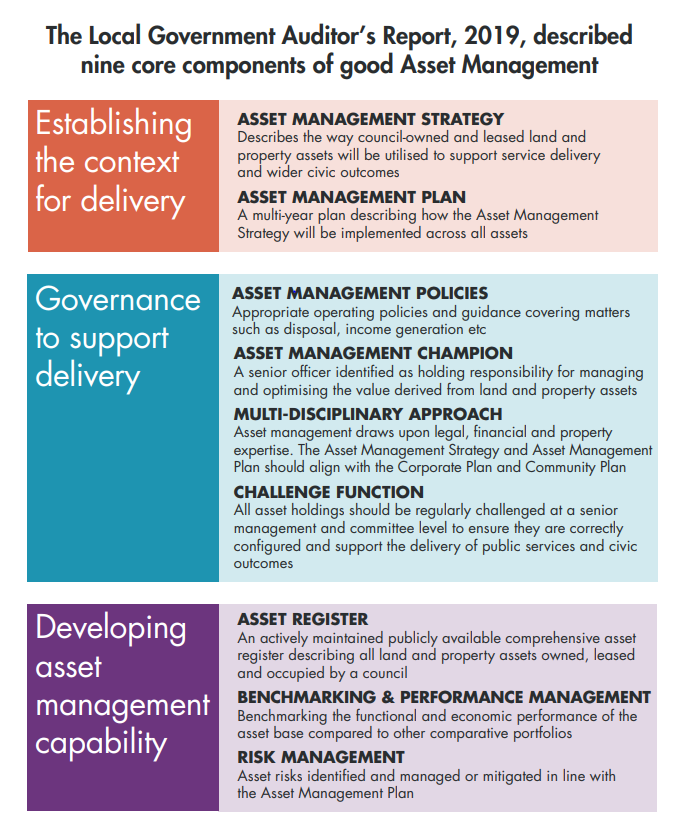 The Local Government Auditor’s Report, 2019, described
nine core components of good Asset Management
Establishing
the context
for delivery
ASSET MANAGEMENT STRATEGY
Describes the way council-owned and leased land and
property assets will be utilised to support service delivery
and wider civic outcomes
ASSET MANAGEMENT PLAN
A multi-year plan describing how the Asset Management
Strategy will be implemented across all assets
Governance
to support
delivery
ASSET MANAGEMENT POLICIES
Appropriate operating policies and guidance covering matters
such as disposal, income generation etc
ASSET MANAGEMENT CHAMPION
A senior officer identified as holding responsibility for managing
and optimising the value derived from land and property assets
MULTI-DISCIPLINARY APPROACH
Asset management draws upon legal, financial and property
expertise. The Asset Management Strategy and Asset Management
Plan should align with the Corporate Plan and Community Plan
CHALLENGE FUNCTION
All asset holdings should be regularly challenged at a senior
management and committee level to ensure they are correctly
configured and support the delivery of public services and civic
outcomes
Developing
asset
management
capability
ASSET REGISTER
An actively maintained publicly available comprehensive asset
register describing all land and property assets owned, leased
and occupied by a council
BENCHMARKING & PERFORMANCE MANAGEMENT
Benchmarking the functional and economic performance of the
asset base compared to other comparative portfolios
RISK MANAGEMENT
Asset risks identified and managed or mitigated in line with
the Asset Management Plan